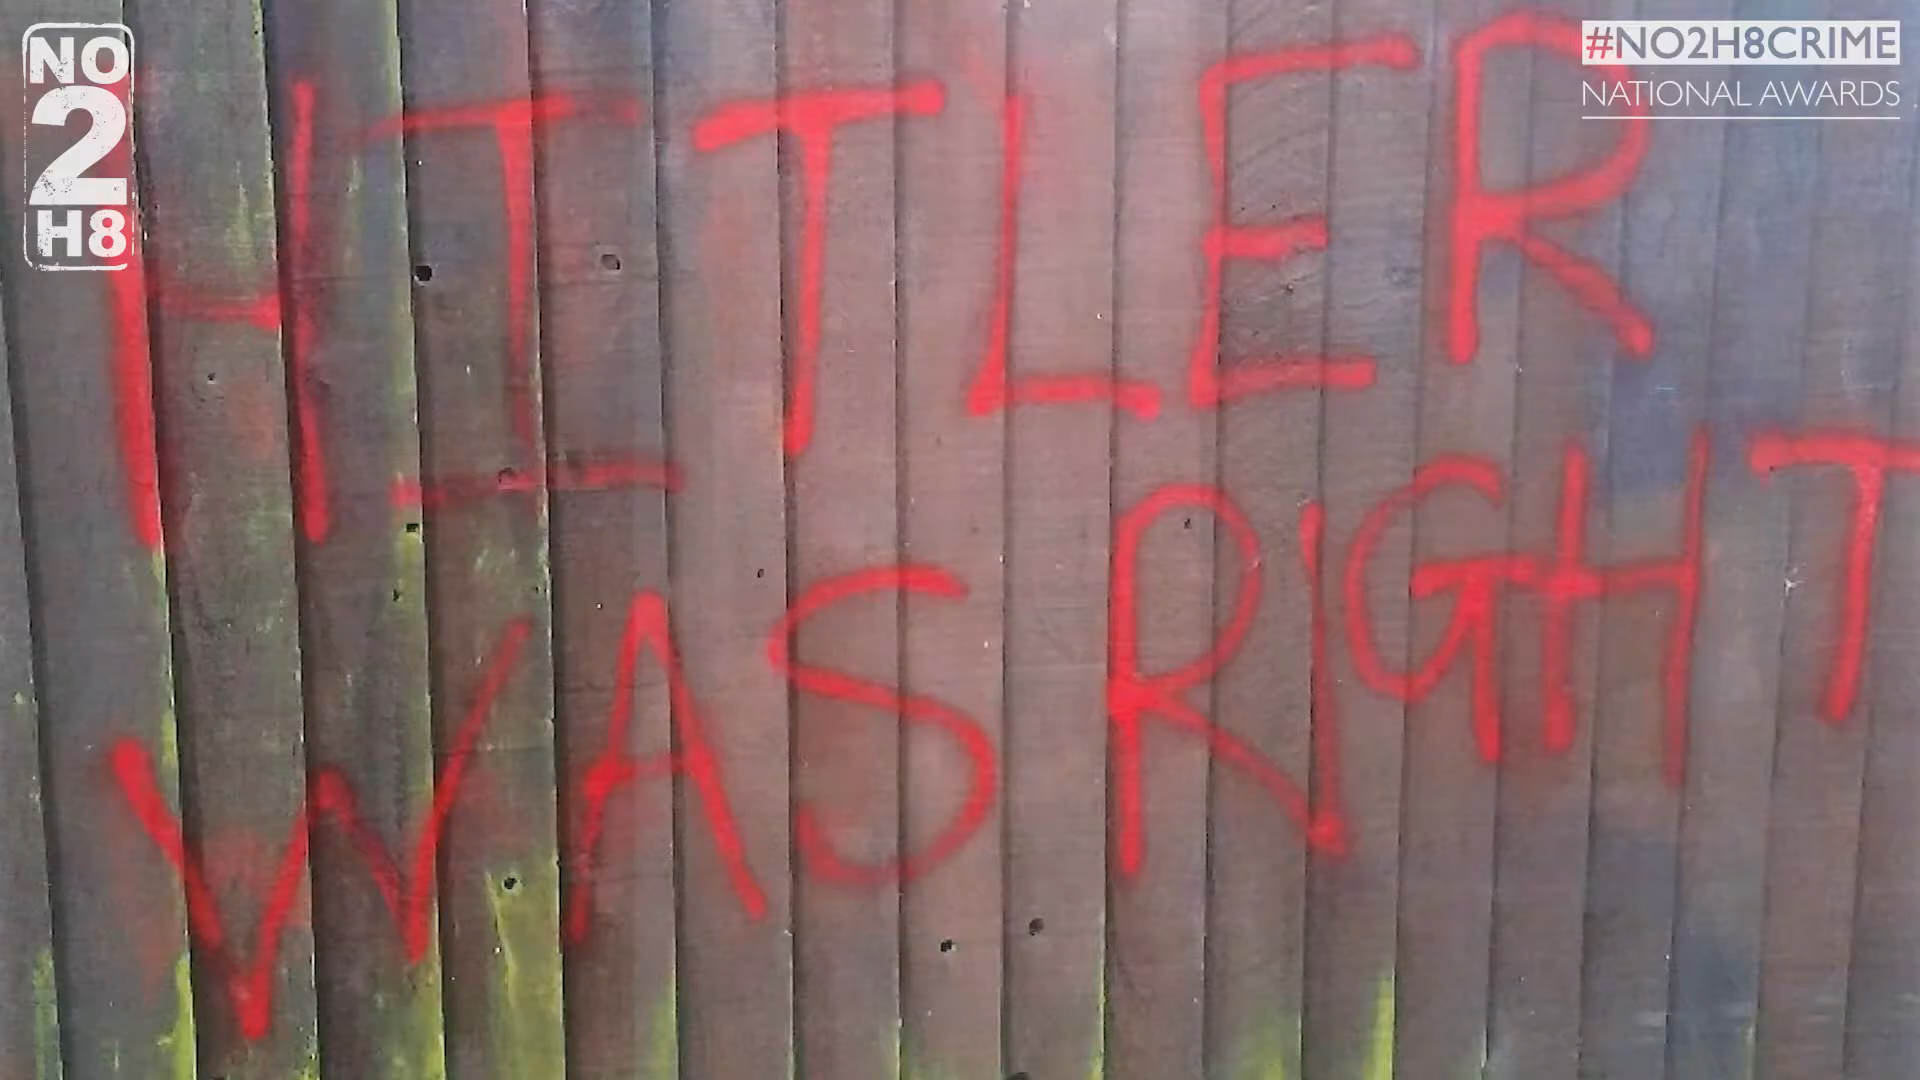 NO
2
H8
#NO2H8CRIME
NATIONAL AWARDS
HITLER
WAS RIGHT